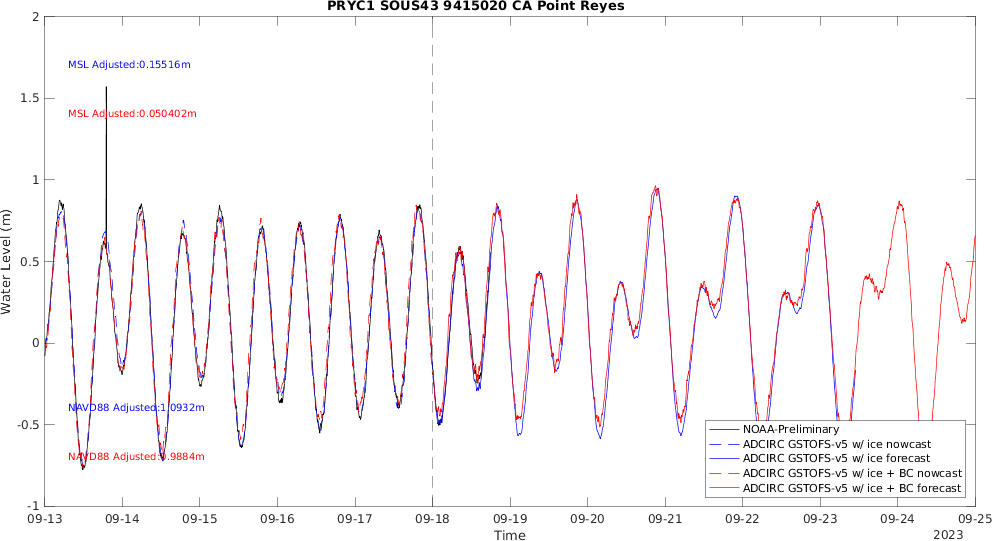 PRYC1 SOUS43 9415020 CA Point Reyes
2
MSL Adjusted:0.15516m
1.5
MSL Adjusted:0.050402m
1
0.5
Water Level (m)
0
NAVD88 Adjusted:1.0932m
-0.5
NOAA-Preliminary
ADCIRC GSTOFS-v5 w/ ice nowcast
NAVD88 Adjusted:0.9884m
ADCIRC GSTOFS-v5 w/ ice forecast
ADCIRC GSTOFS-v5 w/ ice + BC nowcast
ADCIRC GSTOFS-v5 w/ ice + BC forecast
-1
09-13 09-14 09-15 09-16 09-17 09-18 09-19 09-20 09-21 09-22 09-23 09-24 09-25
Time
2023